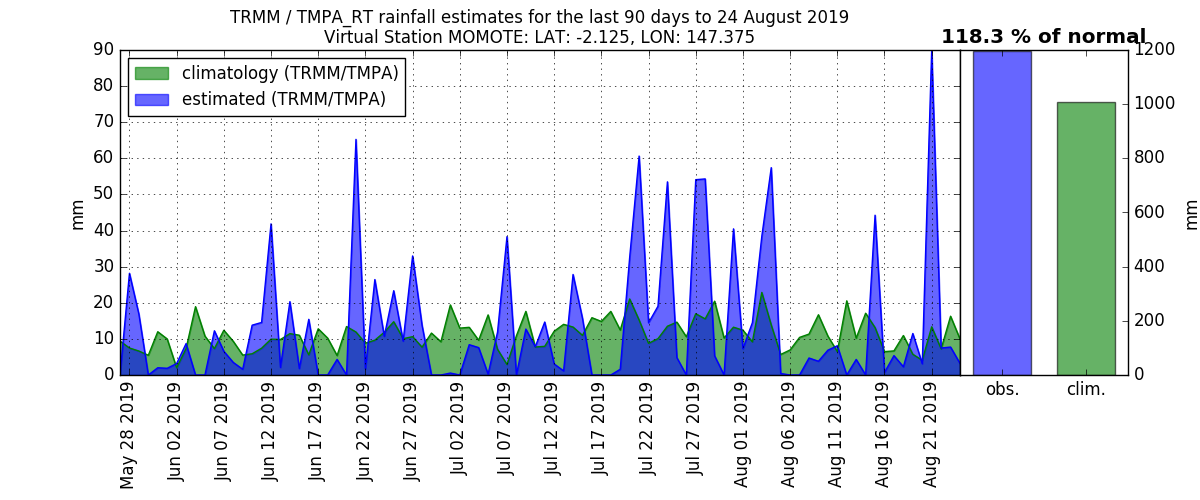 TRMM / TMPA_RT rainfall estimates for the last 90 days to 24 August 2019
Virtual Station MOMOTE: LAT: -2.125, LON: 147.375
118.3 % of normal
climatology (TRMM/TMPA)
estimated (TRMM/TMPA)
mm
90
80
70
60
50
40
30
20
10
0
May 28 2019
Jun 02 2019
Jun 07 2019
Jun 12 2019
Jun 17 2019
Jun 22 2019
Jun 27 2019
Jul 02 2019
Jul 07 2019
Jul 12 2019
Jul 17 2019
Jul 22 2019
Jul 27 2019
Aug 01 2019
Aug 06 2019
Aug 11 2019
Aug 16 2019
Aug 21 2019
obs.
clim.
1200
1000
800
600
400
200
0
mm